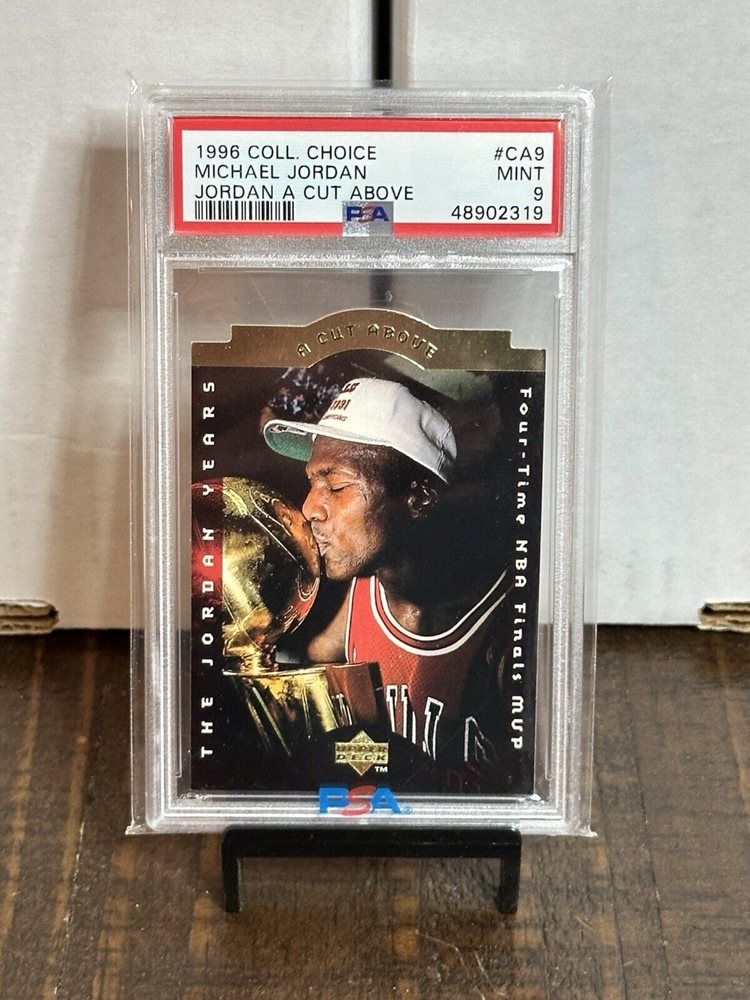 1996 COLL. CHOICE #CA9
MICHAEL JORDAN MINT
JORDAN A CUT ABOVE 9
PSA 48902319
A CUT ABOVE
THE JORDAN YEARS
Four-Time NBA Finals MVP
UPPER
DECK
TM
PSA